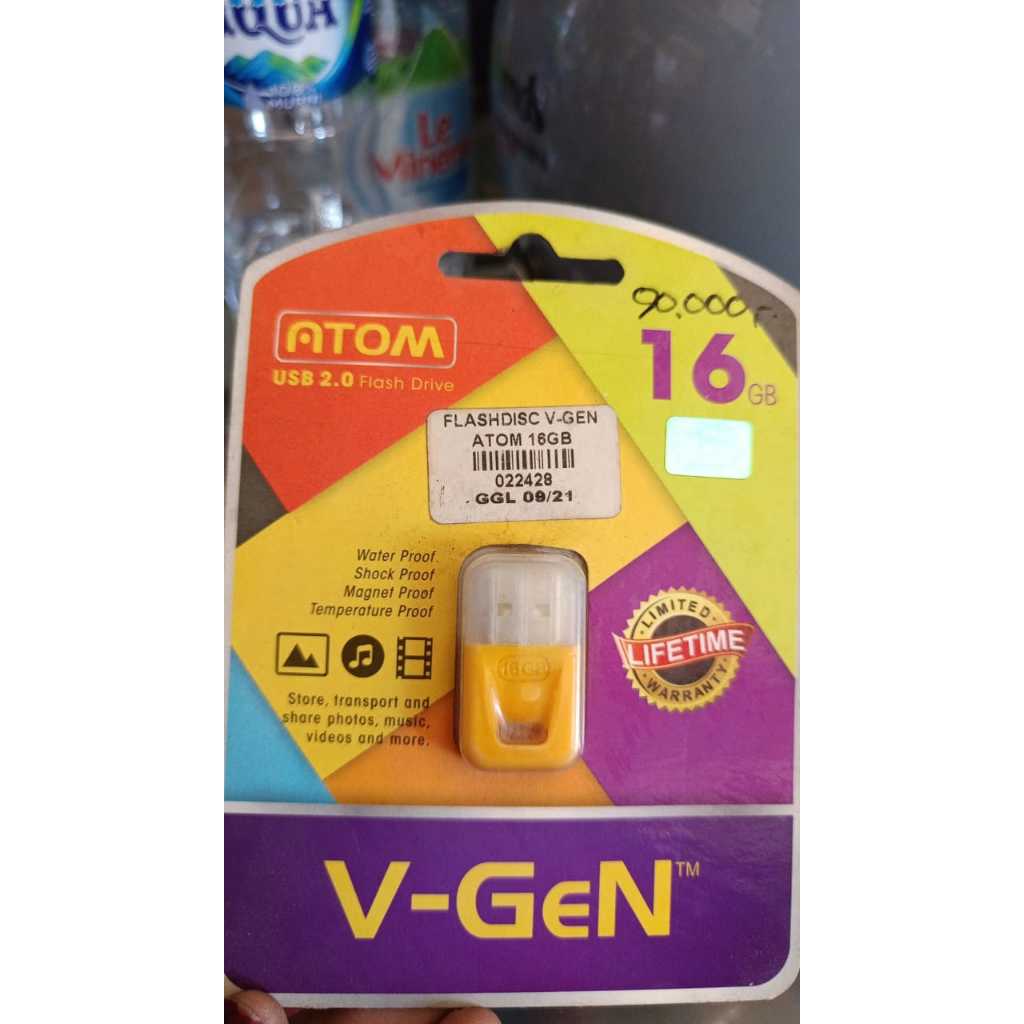 AQUA
Le
Minerale
90.000,-
ATOM
USB 2.0 Flash Drive
16 GB
FLASHDISC V-GEN
ATOM 16GB
022428
GGL 09/21
Water Proof
Shock Proof
Magnet Proof
Temperature Proof
16GB
LIMITED
LIFETIME
WARRANTY
Store, transport and
share photos, music,
videos and more.
V-GeN™